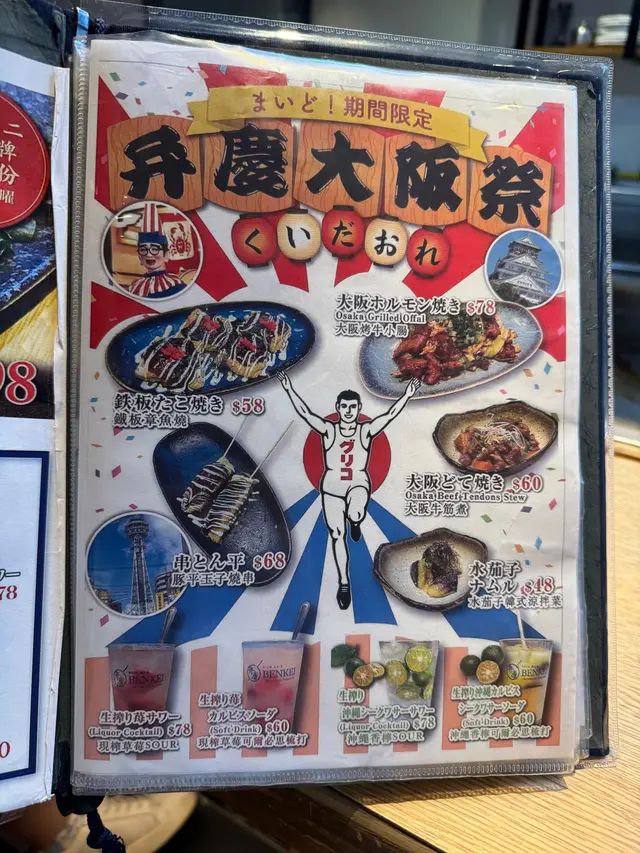 二
牌
份
曜
98
ワー
78
0
まいど！期間限定
弁慶大阪祭
くいだおれ
大阪ホルモン焼き $78
Osaka Grilled Offal
大阪烤牛小腸
鉄板たこ焼き $58
鐵板章魚燒
グリコ
大阪どて焼き $60
Osaka Beef Tendons Stew
大阪牛筋煮
串とん平 $68
豚平玉子燒串
水茄子
ナムル $48
水茄子韓式涼拌菜
BENKEI
BENKEI
BENKEI
BENKEI
生搾り苺サワー
(Liquor Cocktail) $78
現榨草莓SOUR
生搾り苺
カルピスソーダ
(Soft Drink) $60
現榨草莓可爾必思梳打
生搾り
沖縄シークワサーサワー
(Liquor Cocktail) $78
沖繩香檸SOUR
生搾り沖縄カルピス
シークワサーソーダ
(Soft Drink) $60
沖繩香檸可爾必思梳打